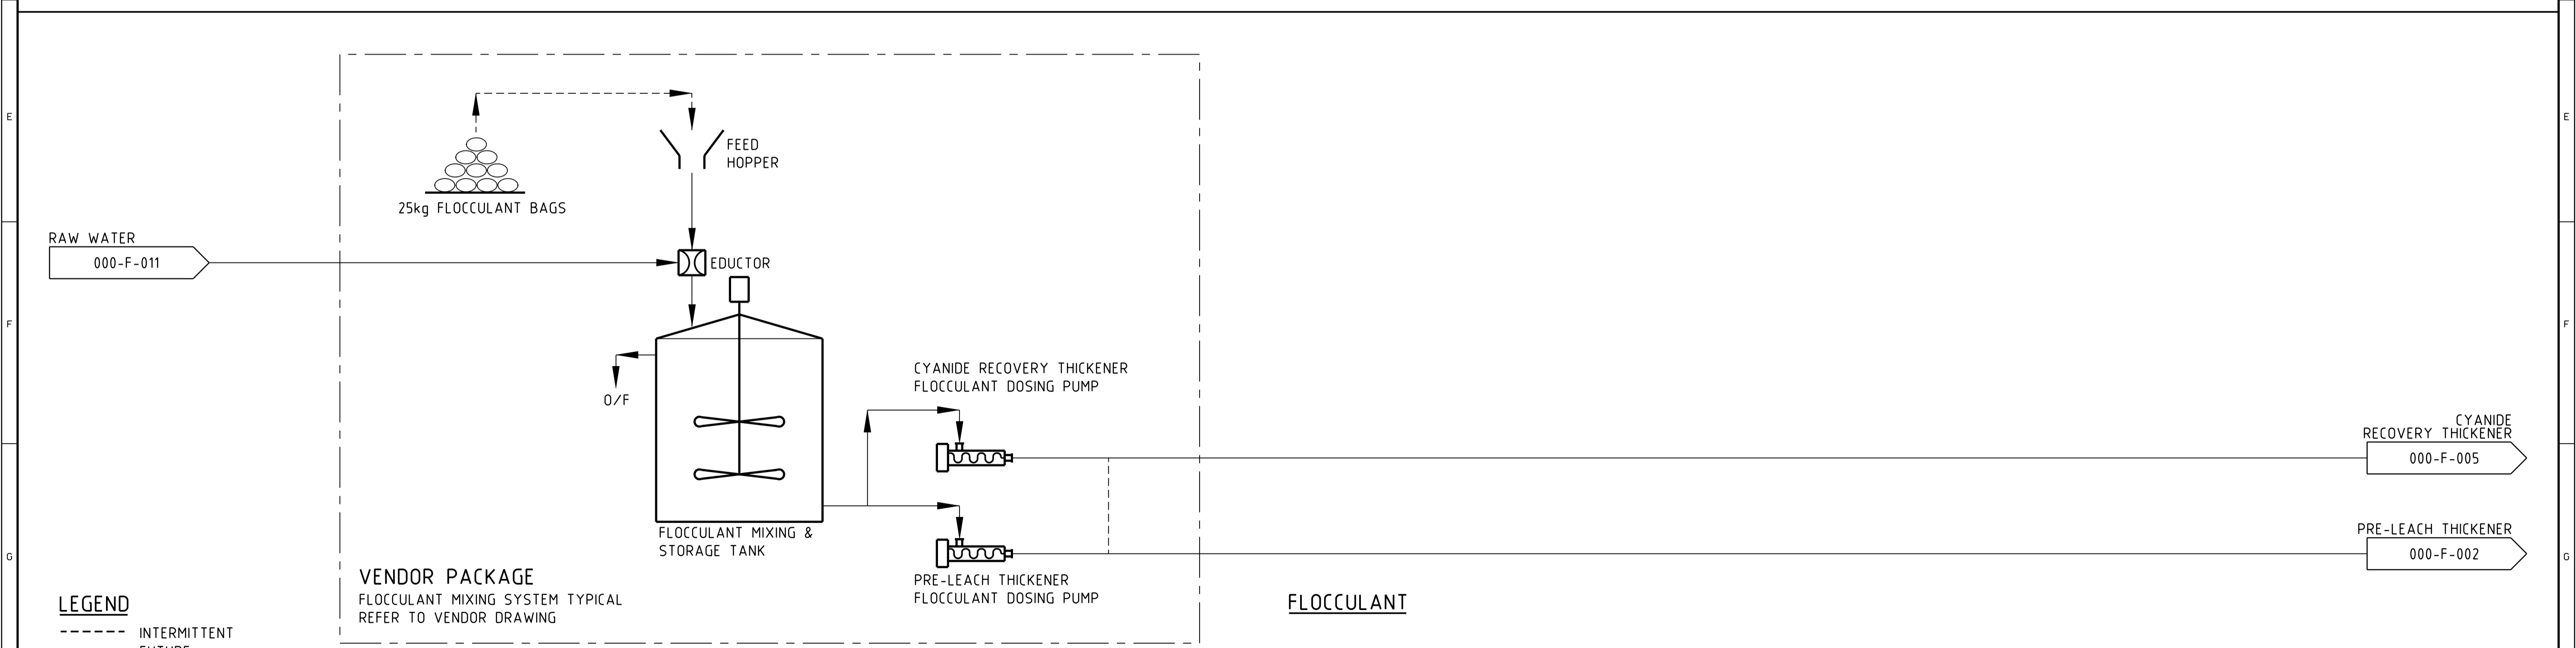 E
E
FEED
HOPPER
25kg FLOCCULANT BAGS
RAW WATER
000-F-011
EDUCTOR
F
F
CYANIDE RECOVERY THICKENER
FLOCCULANT DOSING PUMP
O/F
CYANIDE
RECOVERY THICKENER
000-F-005
FLOCCULANT MIXING &
STORAGE TANK
PRE-LEACH THICKENER
000-F-002
G
G
VENDOR PACKAGE
FLOCCULANT MIXING SYSTEM TYPICAL
REFER TO VENDOR DRAWING
PRE-LEACH THICKENER
FLOCCULANT DOSING PUMP
FLOCCULANT
LEGEND
INTERMITTENT
FUTURE